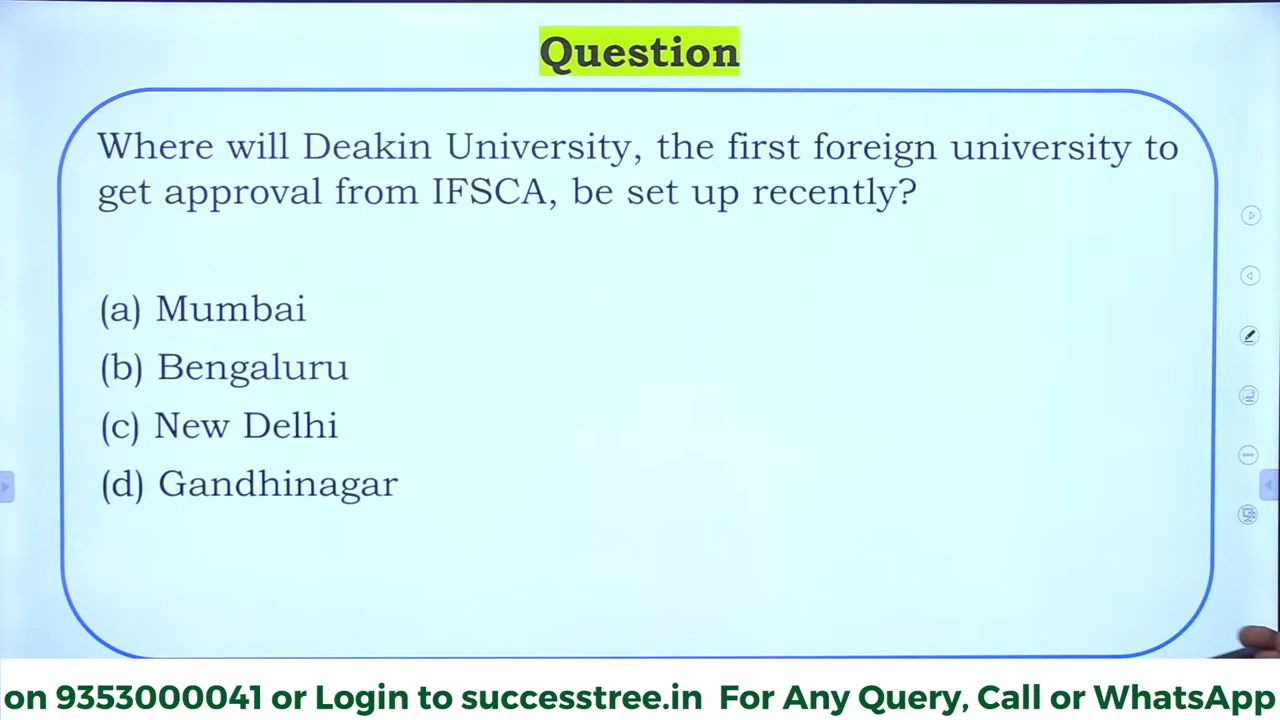 Question
Where will Deakin University, the first foreign university to
get approval from IFSCA, be set up recently?
(a) Mumbai
(b) Bengaluru
(c) New Delhi
(d) Gandhinagar
on 9353000041 or Login to successtree.in For Any Query, Call or WhatsApp